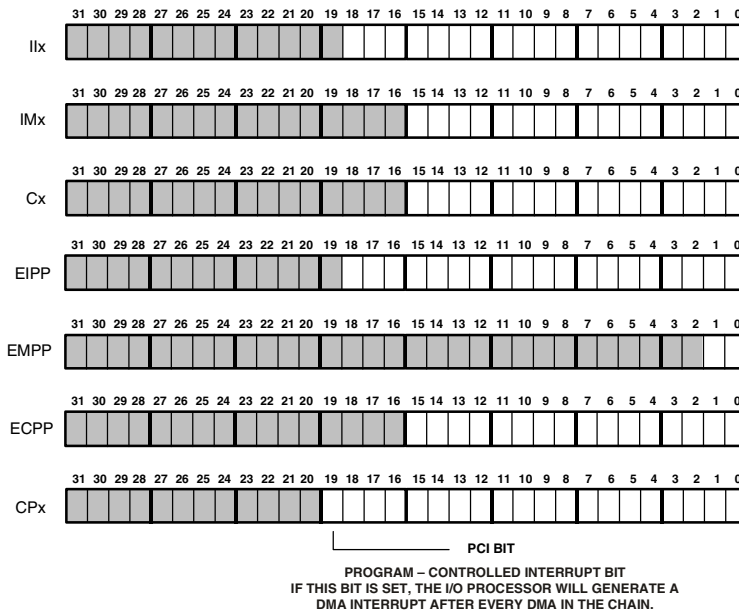 31 30 29 28 27 26 25 24 23 22 21 20 19 18 17 16 15 14 13 12 11 10 9 8 7 6 5 4 3 2 1 0
IIx
31 30 29 28 27 26 25 24 23 22 21 20 19 18 17 16 15 14 13 12 11 10 9 8 7 6 5 4 3 2 1 0
IMx
31 30 29 28 27 26 25 24 23 22 21 20 19 18 17 16 15 14 13 12 11 10 9 8 7 6 5 4 3 2 1 0
Cx
31 30 29 28 27 26 25 24 23 22 21 20 19 18 17 16 15 14 13 12 11 10 9 8 7 6 5 4 3 2 1 0
EIPP
31 30 29 28 27 26 25 24 23 22 21 20 19 18 17 16 15 14 13 12 11 10 9 8 7 6 5 4 3 2 1 0
EMPP
31 30 29 28 27 26 25 24 23 22 21 20 19 18 17 16 15 14 13 12 11 10 9 8 7 6 5 4 3 2 1 0
ECPP
31 30 29 28 27 26 25 24 23 22 21 20 19 18 17 16 15 14 13 12 11 10 9 8 7 6 5 4 3 2 1 0
CPx
PCI BIT
PROGRAM – CONTROLLED INTERRUPT BIT
IF THIS BIT IS SET, THE I/O PROCESSOR WILL GENERATE A
DMA INTERRUPT AFTER EVERY DMA IN THE CHAIN.